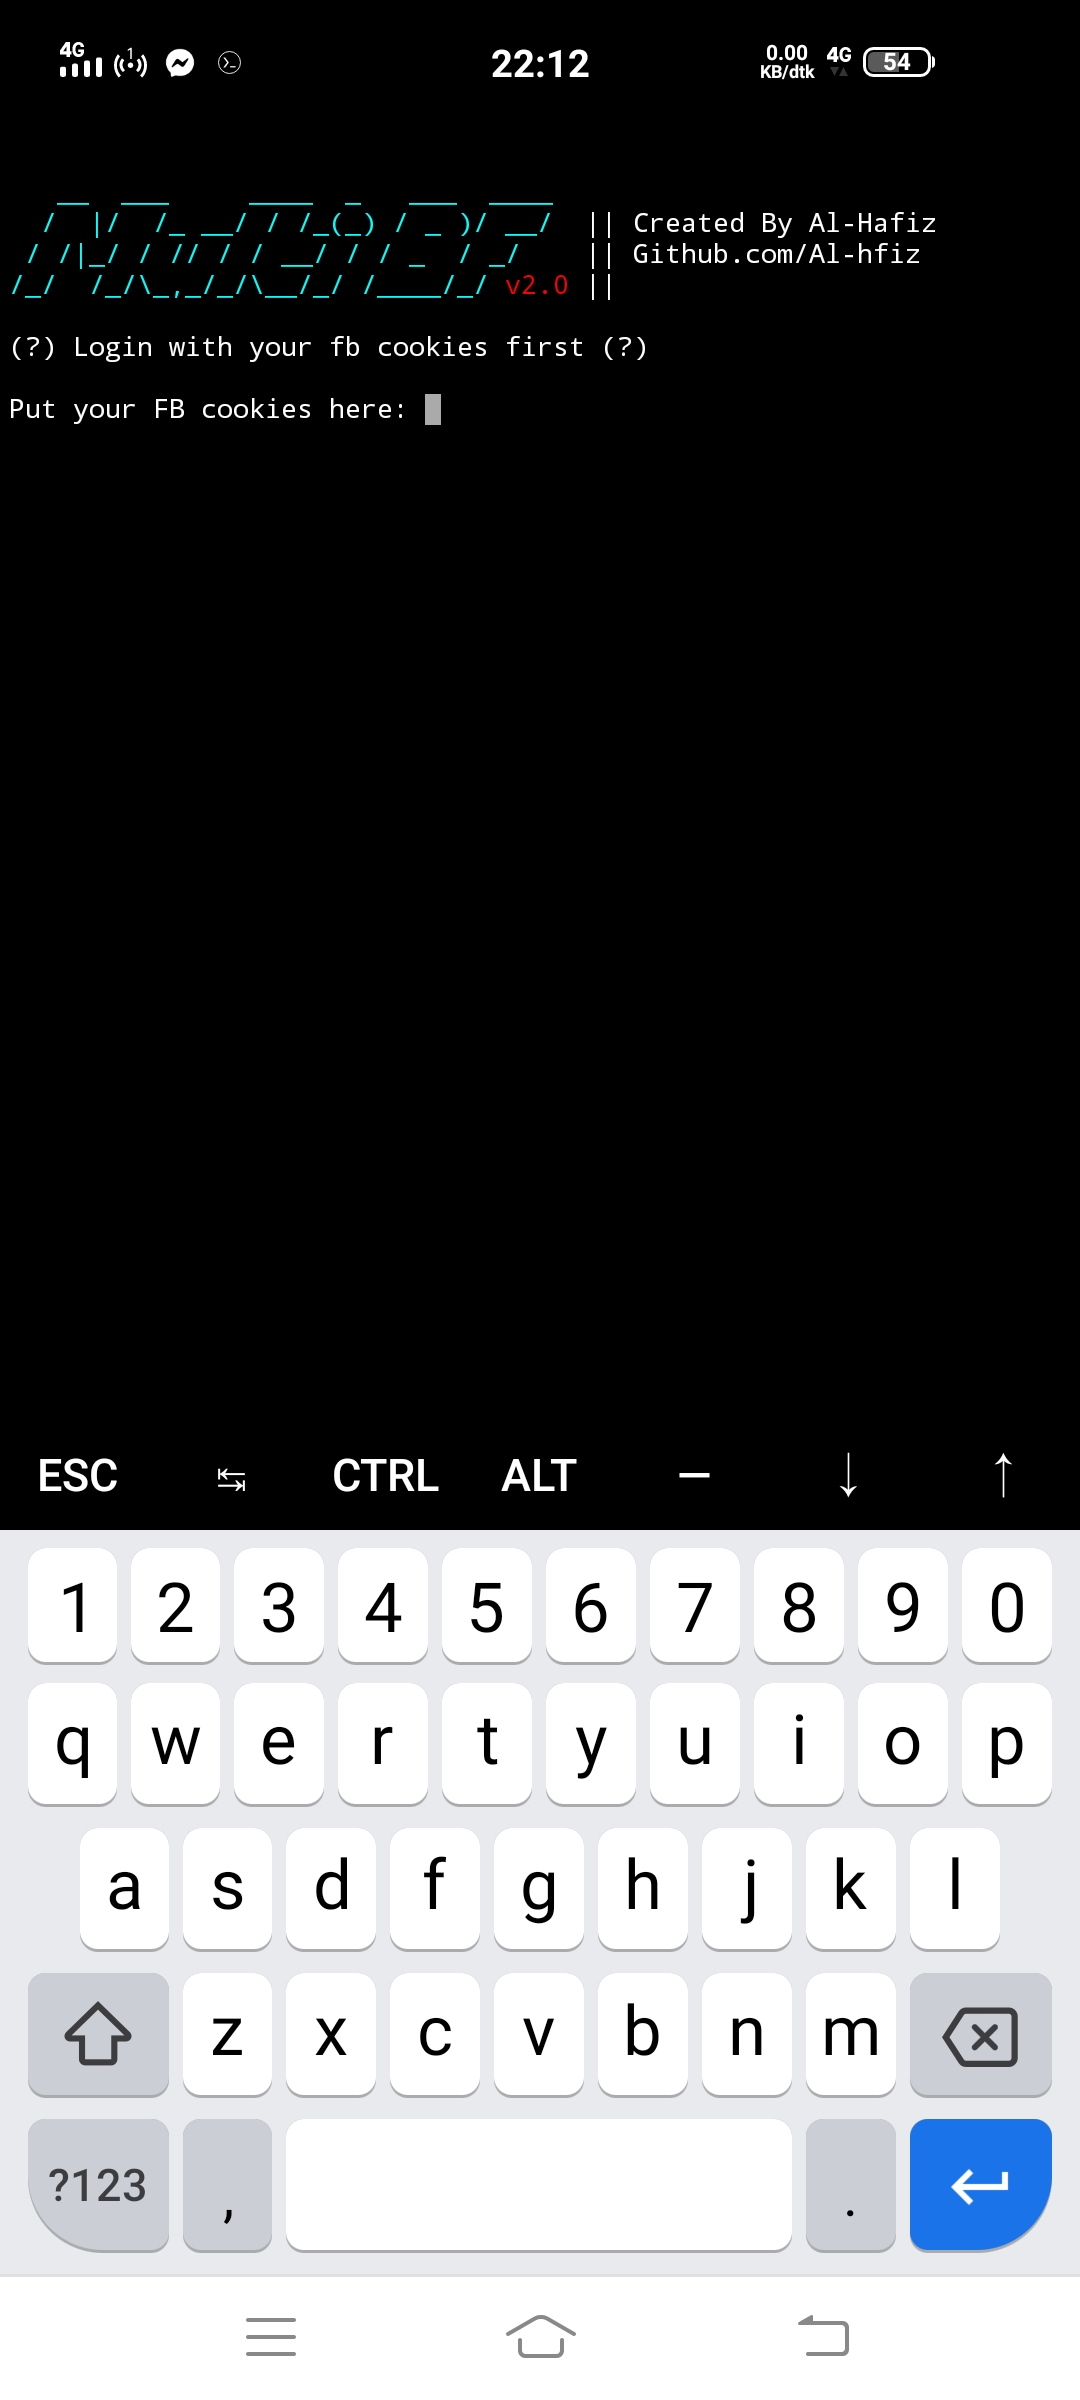 4G 1 22:12 0.00 KB/dtk 4G 54
|| Created By Al-Hafiz
|| Github.com/Al-hfiz
v2.0 ||
(?) Login with your fb cookies first (?)
Put your FB cookies here:
ESC CTRL ALT – ↓ ↑
1 2 3 4 5 6 7 8 9 0
q w e r t y u i o p
a s d f g h j k l
z x c v b n m
?123 , .